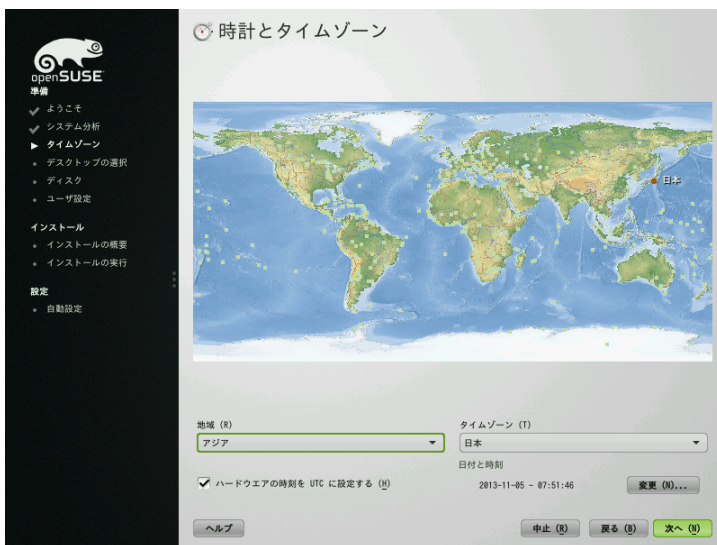 openSUSE
準備
ようこそ
システム分析
タイムゾーン
デスクトップの選択
ディスク
ユーザ設定
インストール
インストールの概要
インストールの実行
設定
自動設定
時計とタイムゾーン
日本
地域 (R)
アジア
タイムゾーン (T)
日本
ハードウエアの時刻を UTC に設定する (H)
日付と時刻
2013-11-05 - 07:51:46
変更 (N)...
ヘルプ
中止 (R)
戻る (B)
次へ (N)